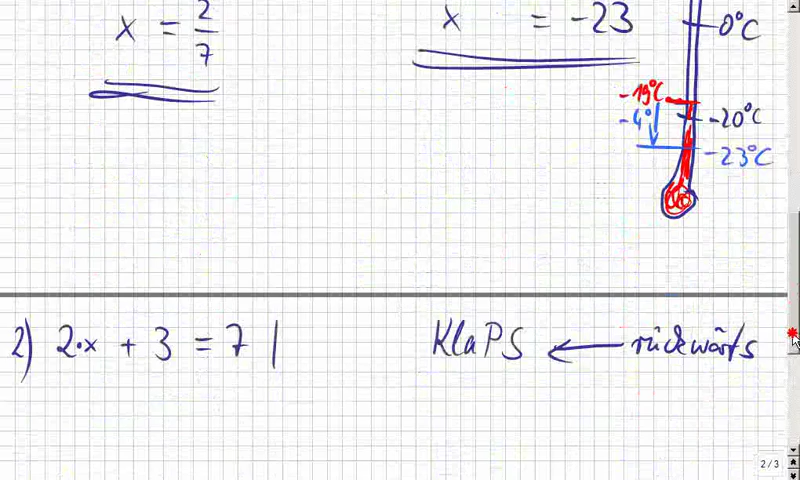 x = 2/7
x = -23
0°C
-19°C
-4°
-20°C
-23°C
2) 2·x + 3 = 7 |
KlaPS ← rückwärts
2/3